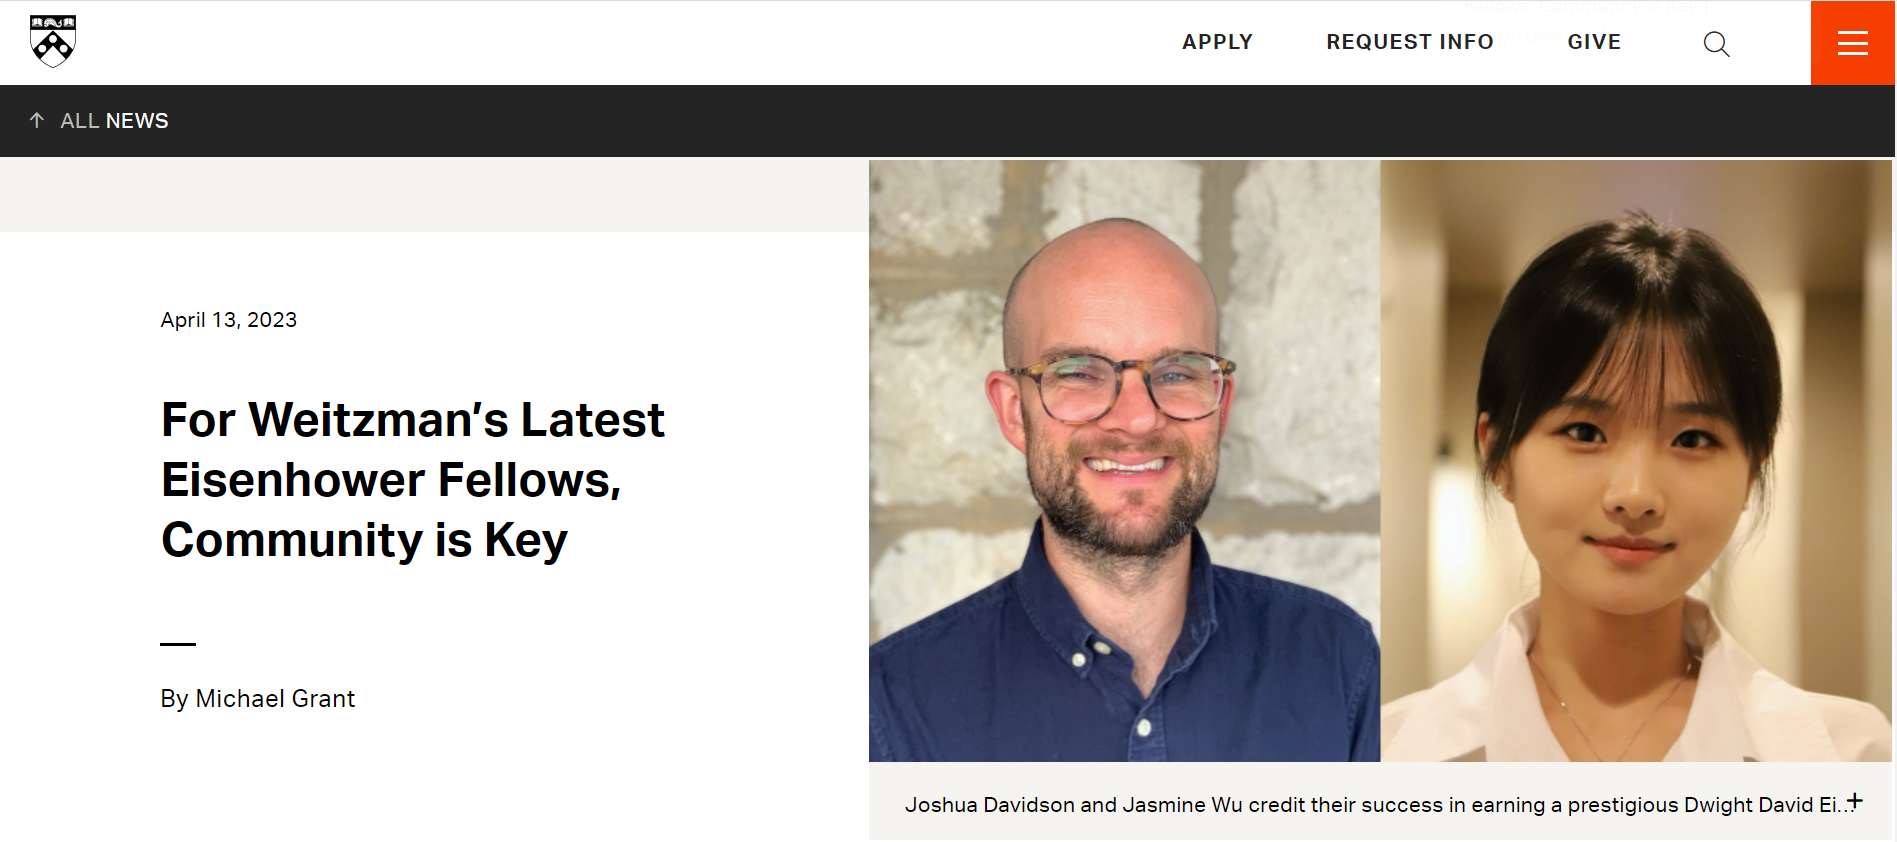 APPLY REQUEST INFO GIVE
↑ ALL NEWS
April 13, 2023
For Weitzman’s Latest
Eisenhower Fellows,
Community is Key
By Michael Grant
Joshua Davidson and Jasmine Wu credit their success in earning a prestigious Dwight David Ei... +